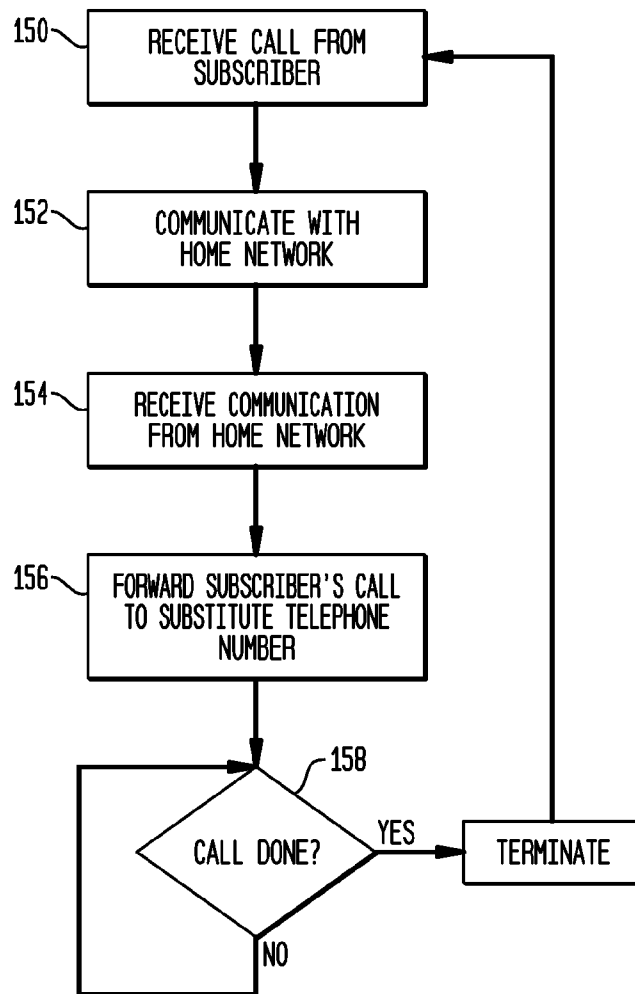 150
RECEIVE CALL FROM
SUBSCRIBER
152
COMMUNICATE WITH
HOME NETWORK
154
RECEIVE COMMUNICATION
FROM HOME NETWORK
156
FORWARD SUBSCRIBER'S CALL
TO SUBSTITUTE TELEPHONE
NUMBER
158
CALL DONE?
YES
TERMINATE
NO